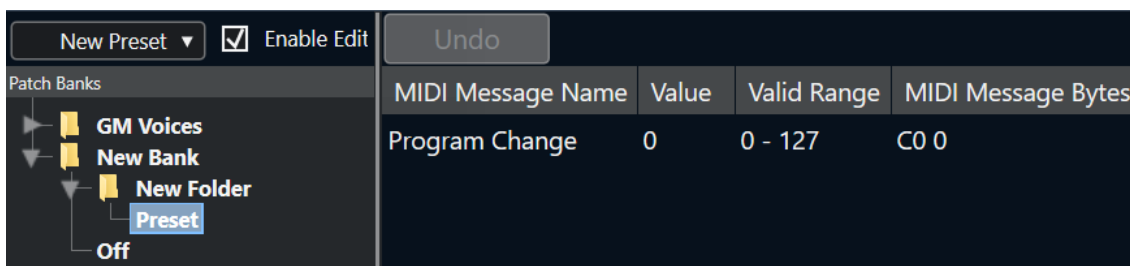 New Preset
Enable Edit
Undo
Patch Banks
MIDI Message Name Value Valid Range MIDI Message Bytes
GM Voices
New Bank
New Folder
Preset
Off
Program Change 0 0 - 127 C0 0